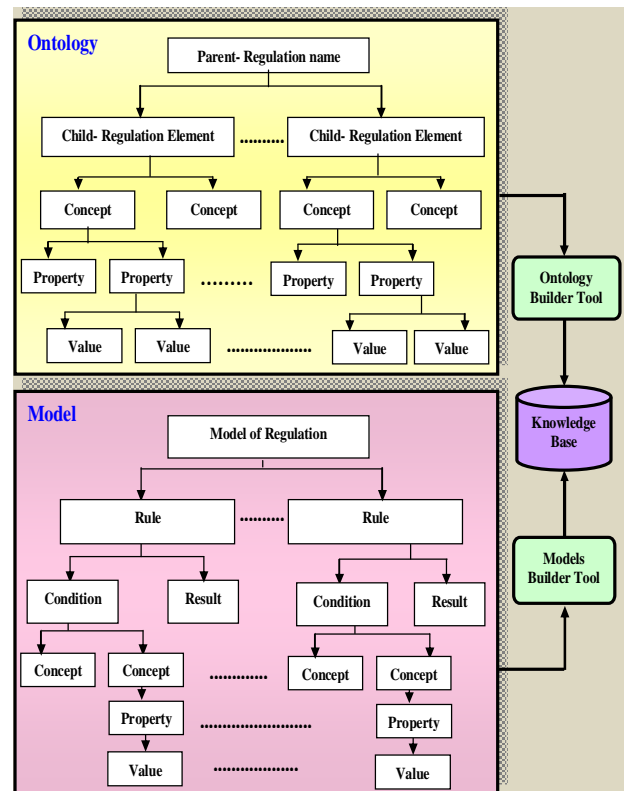 Ontology
Parent- Regulation name
Child- Regulation Element .......... Child- Regulation Element
Concept Concept Concept Concept
Property Property ......... Property Property
Value Value ................... Value Value
Ontology
Builder Tool
Knowledge
Base
Models
Builder Tool
Model
Model of Regulation
Rule .......... Rule
Condition Result Condition Result
Concept Concept ............. Concept Concept
Property ......................... Property
Value ................... Value